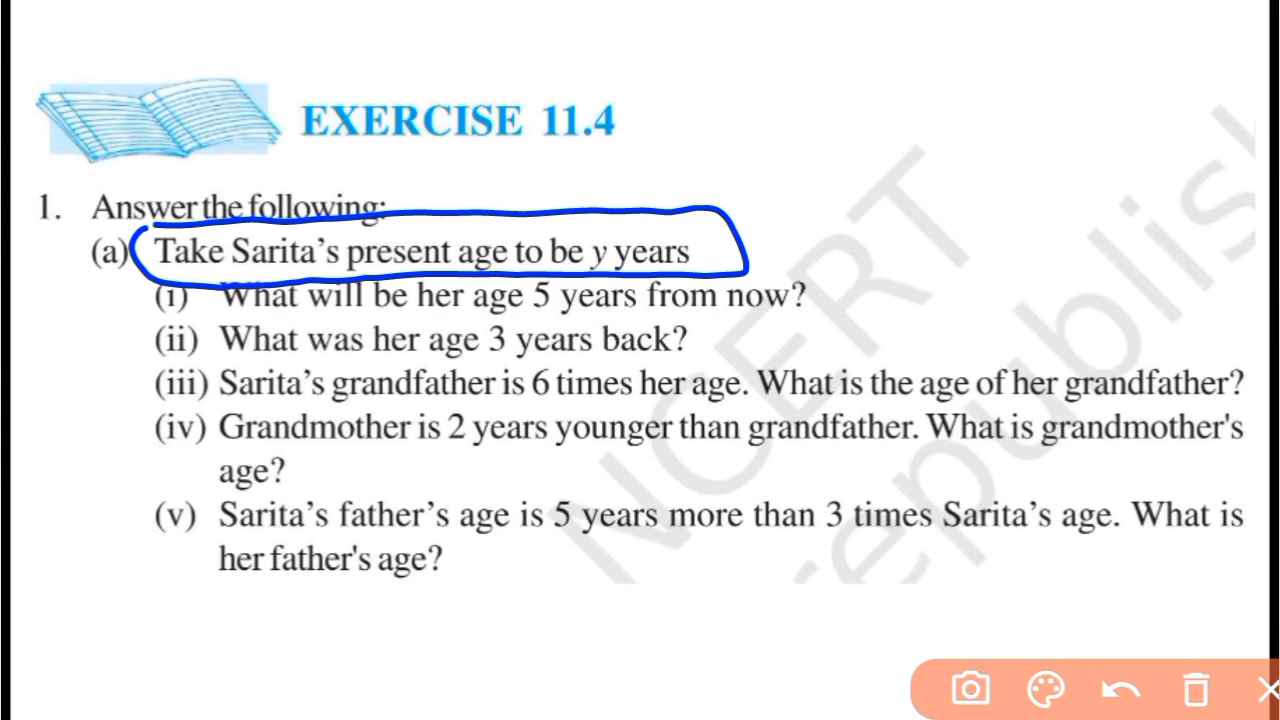 EXERCISE 11.4
1. Answer the following:
(a) Take Sarita’s present age to be y years
(i) What will be her age 5 years from now?
(ii) What was her age 3 years back?
(iii) Sarita’s grandfather is 6 times her age. What is the age of her grandfather?
(iv) Grandmother is 2 years younger than grandfather. What is grandmother's
age?
(v) Sarita’s father’s age is 5 years more than 3 times Sarita’s age. What is
her father's age?
NCERT
republis